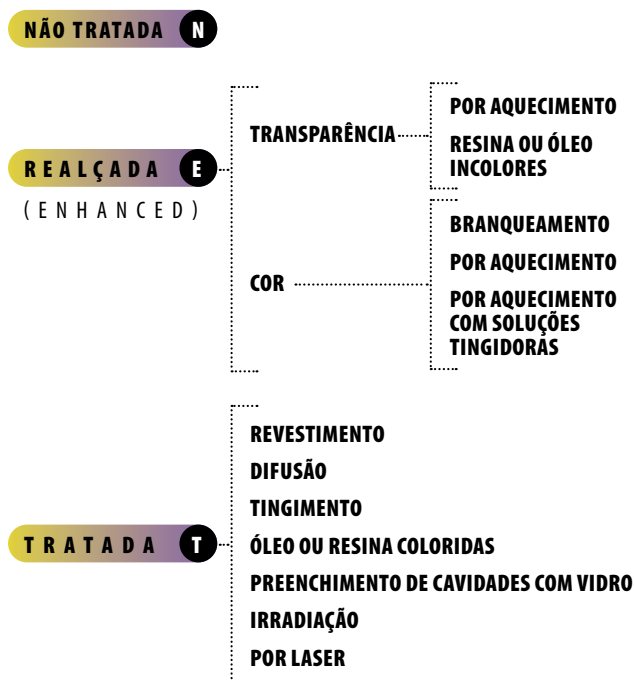 NÃO TRATADA N
TRANSPARÊNCIA
POR AQUECIMENTO
RESINA OU ÓLEO
INCOLORES
REALÇADA E
(ENHANCED)
COR
BRANQUEAMENTO
POR AQUECIMENTO
POR AQUECIMENTO
COM SOLUÇÕES
TINGIDORAS
TRATADA T
REVESTIMENTO
DIFUSÃO
TINGIMENTO
ÓLEO OU RESINA COLORIDAS
PREENCHIMENTO DE CAVIDADES COM VIDRO
IRRADIAÇÃO
POR LASER